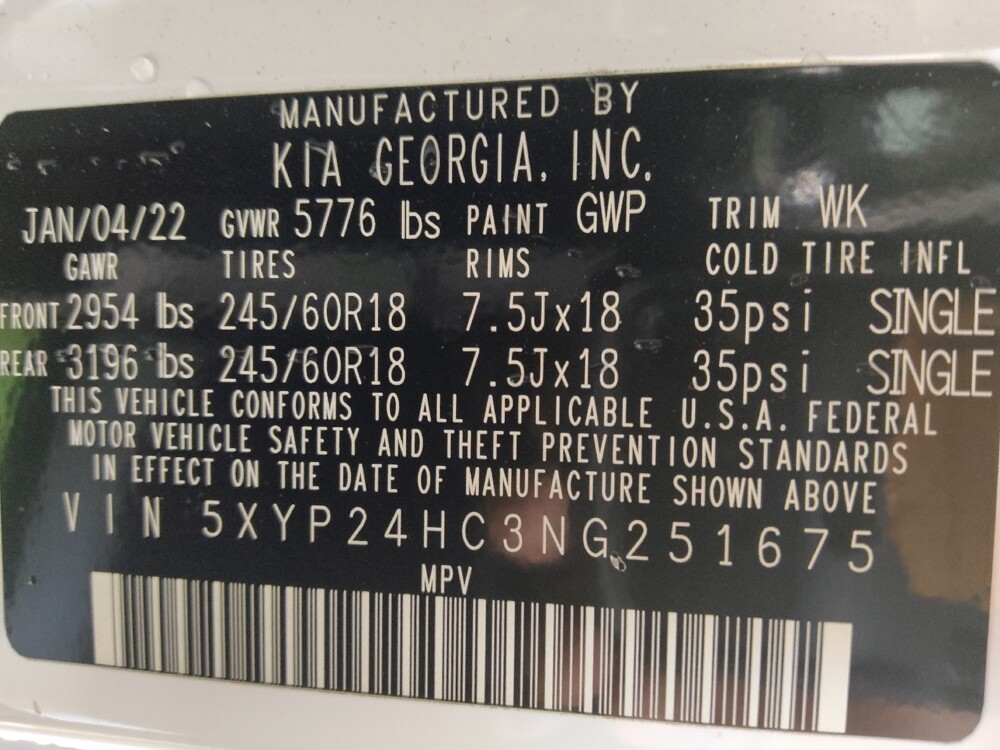 MANUFACTURED BY
KIA GEORGIA, INC.
JAN/04/22 GVWR 5776 lbs PAINT GWP TRIM WK
GAWR TIRES RIMS COLD TIRE INFL
FRONT 2954 lbs 245/60R18 7.5Jx18 35psi SINGLE
REAR 3196 lbs 245/60R18 7.5Jx18 35psi SINGLE
THIS VEHICLE CONFORMS TO ALL APPLICABLE U.S.A. FEDERAL
MOTOR VEHICLE SAFETY AND THEFT PREVENTION STANDARDS
IN EFFECT ON THE DATE OF MANUFACTURE SHOWN ABOVE
VIN 5XYP24HC3NG251675
MPV